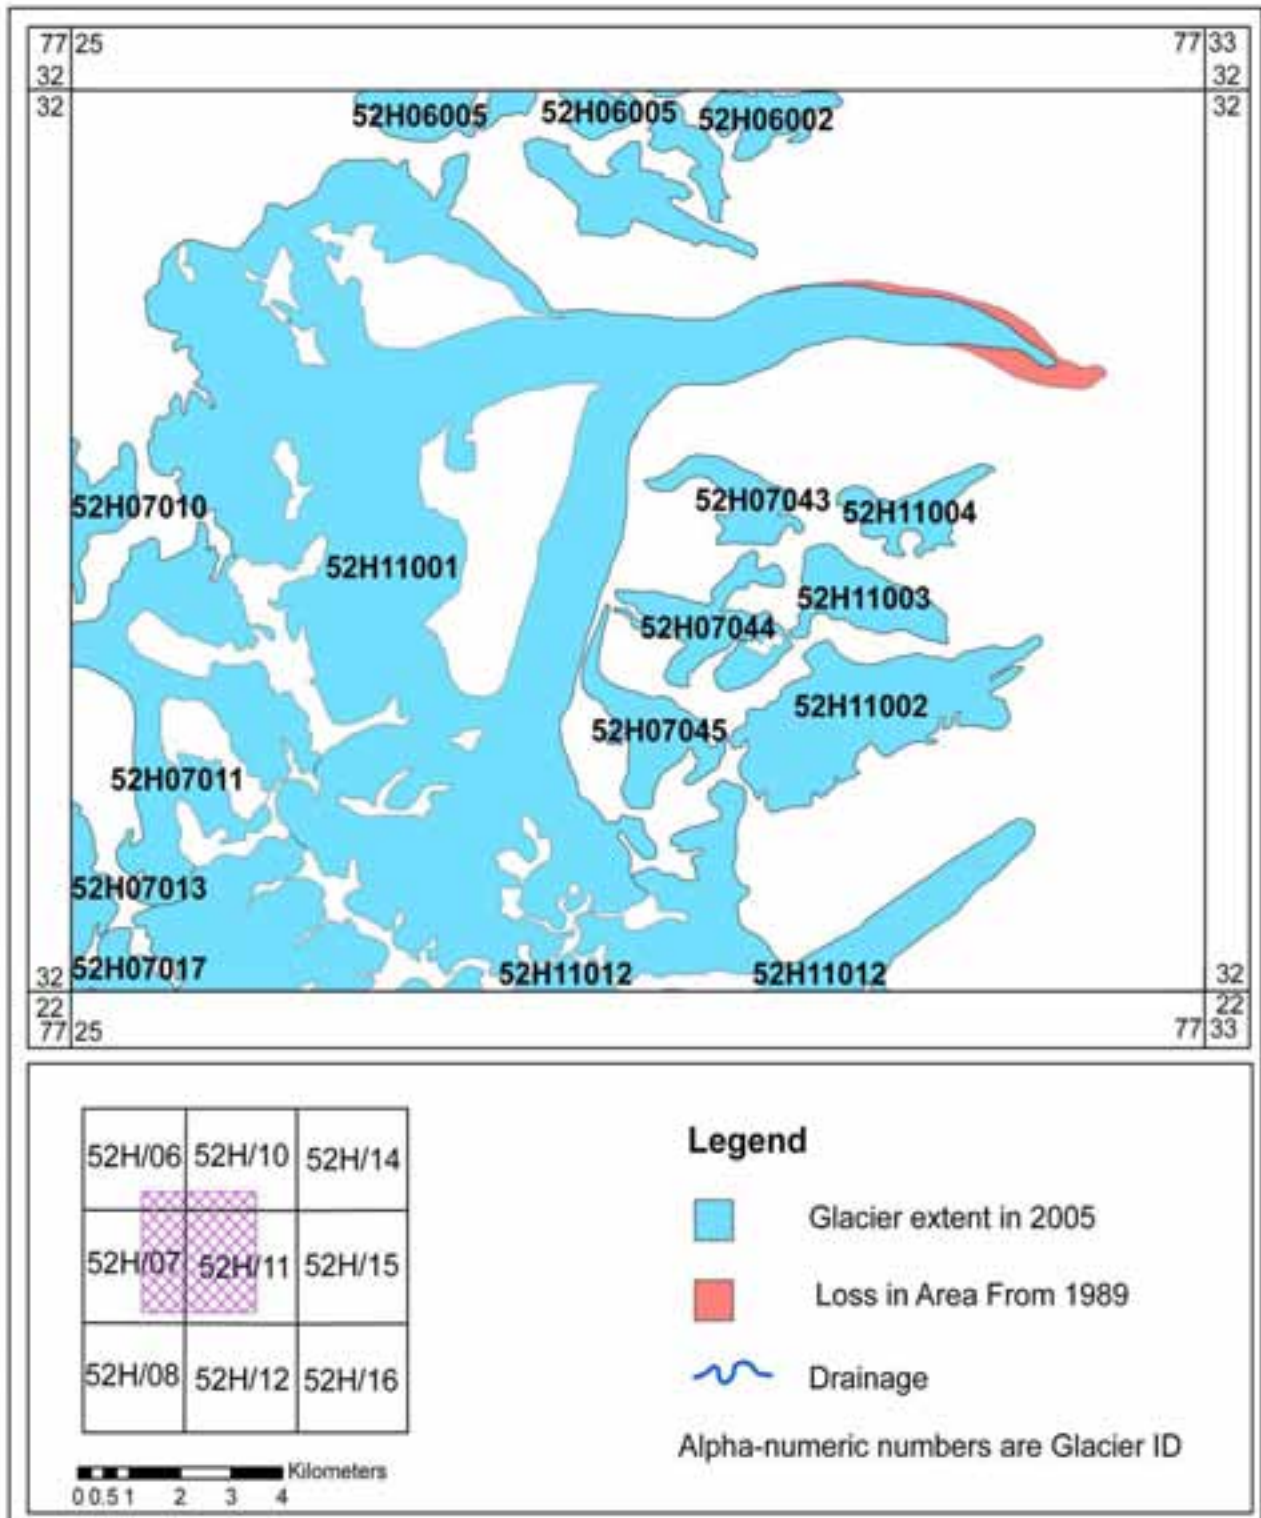 77 25
77 33
32
32
32
32
52H06005
52H06005
52H06002
52H07010
52H07043
52H11004
52H11001
52H11003
52H07044
52H11002
52H07045
52H07011
52H07013
52H07017
52H11012
52H11012
32
32
22
22
77 25
77 33
52H/06 52H/10 52H/14
52H/07 52H/11 52H/15
52H/08 52H/12 52H/16
Kilometers
0 0.5 1 2 3 4
Legend
Glacier extent in 2005
Loss in Area From 1989
Drainage
Alpha-numeric numbers are Glacier ID